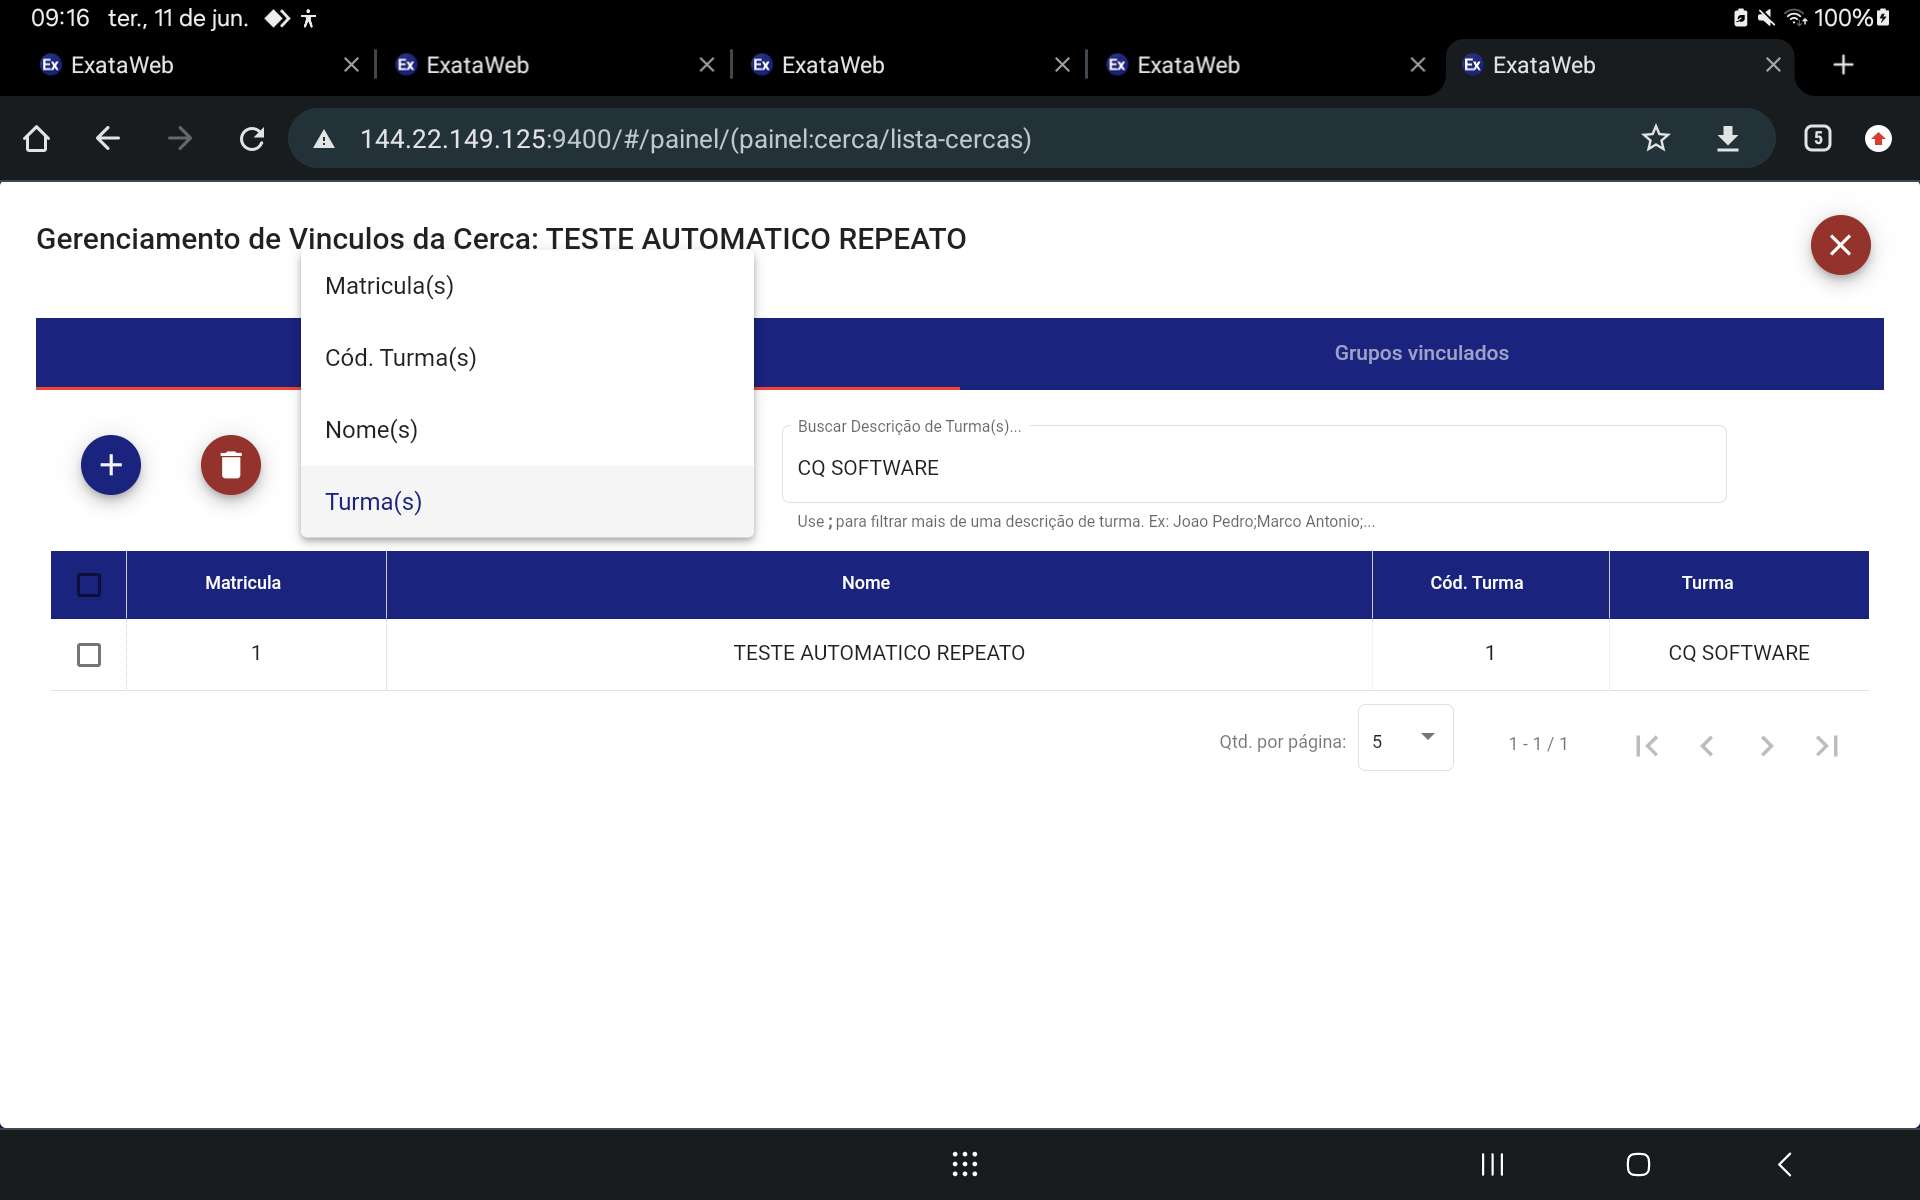 09:16 ter., 11 de jun. 100%
Ex ExataWeb Ex ExataWeb Ex ExataWeb Ex ExataWeb Ex ExataWeb
144.22.149.125:9400/#/painel/(painel:cerca/lista-cercas) 5
Gerenciamento de Vinculos da Cerca: TESTE AUTOMATICO REPEATO
Matricula(s)
Cód. Turma(s)
Nome(s)
Turma(s)
Grupos vinculados
Buscar Descrição de Turma(s)...
CQ SOFTWARE
Use ; para filtrar mais de uma descrição de turma. Ex: Joao Pedro;Marco Antonio;...
Matricula Nome Cód. Turma Turma
1 TESTE AUTOMATICO REPEATO 1 CQ SOFTWARE
Qtd. por página: 5 1 - 1 / 1